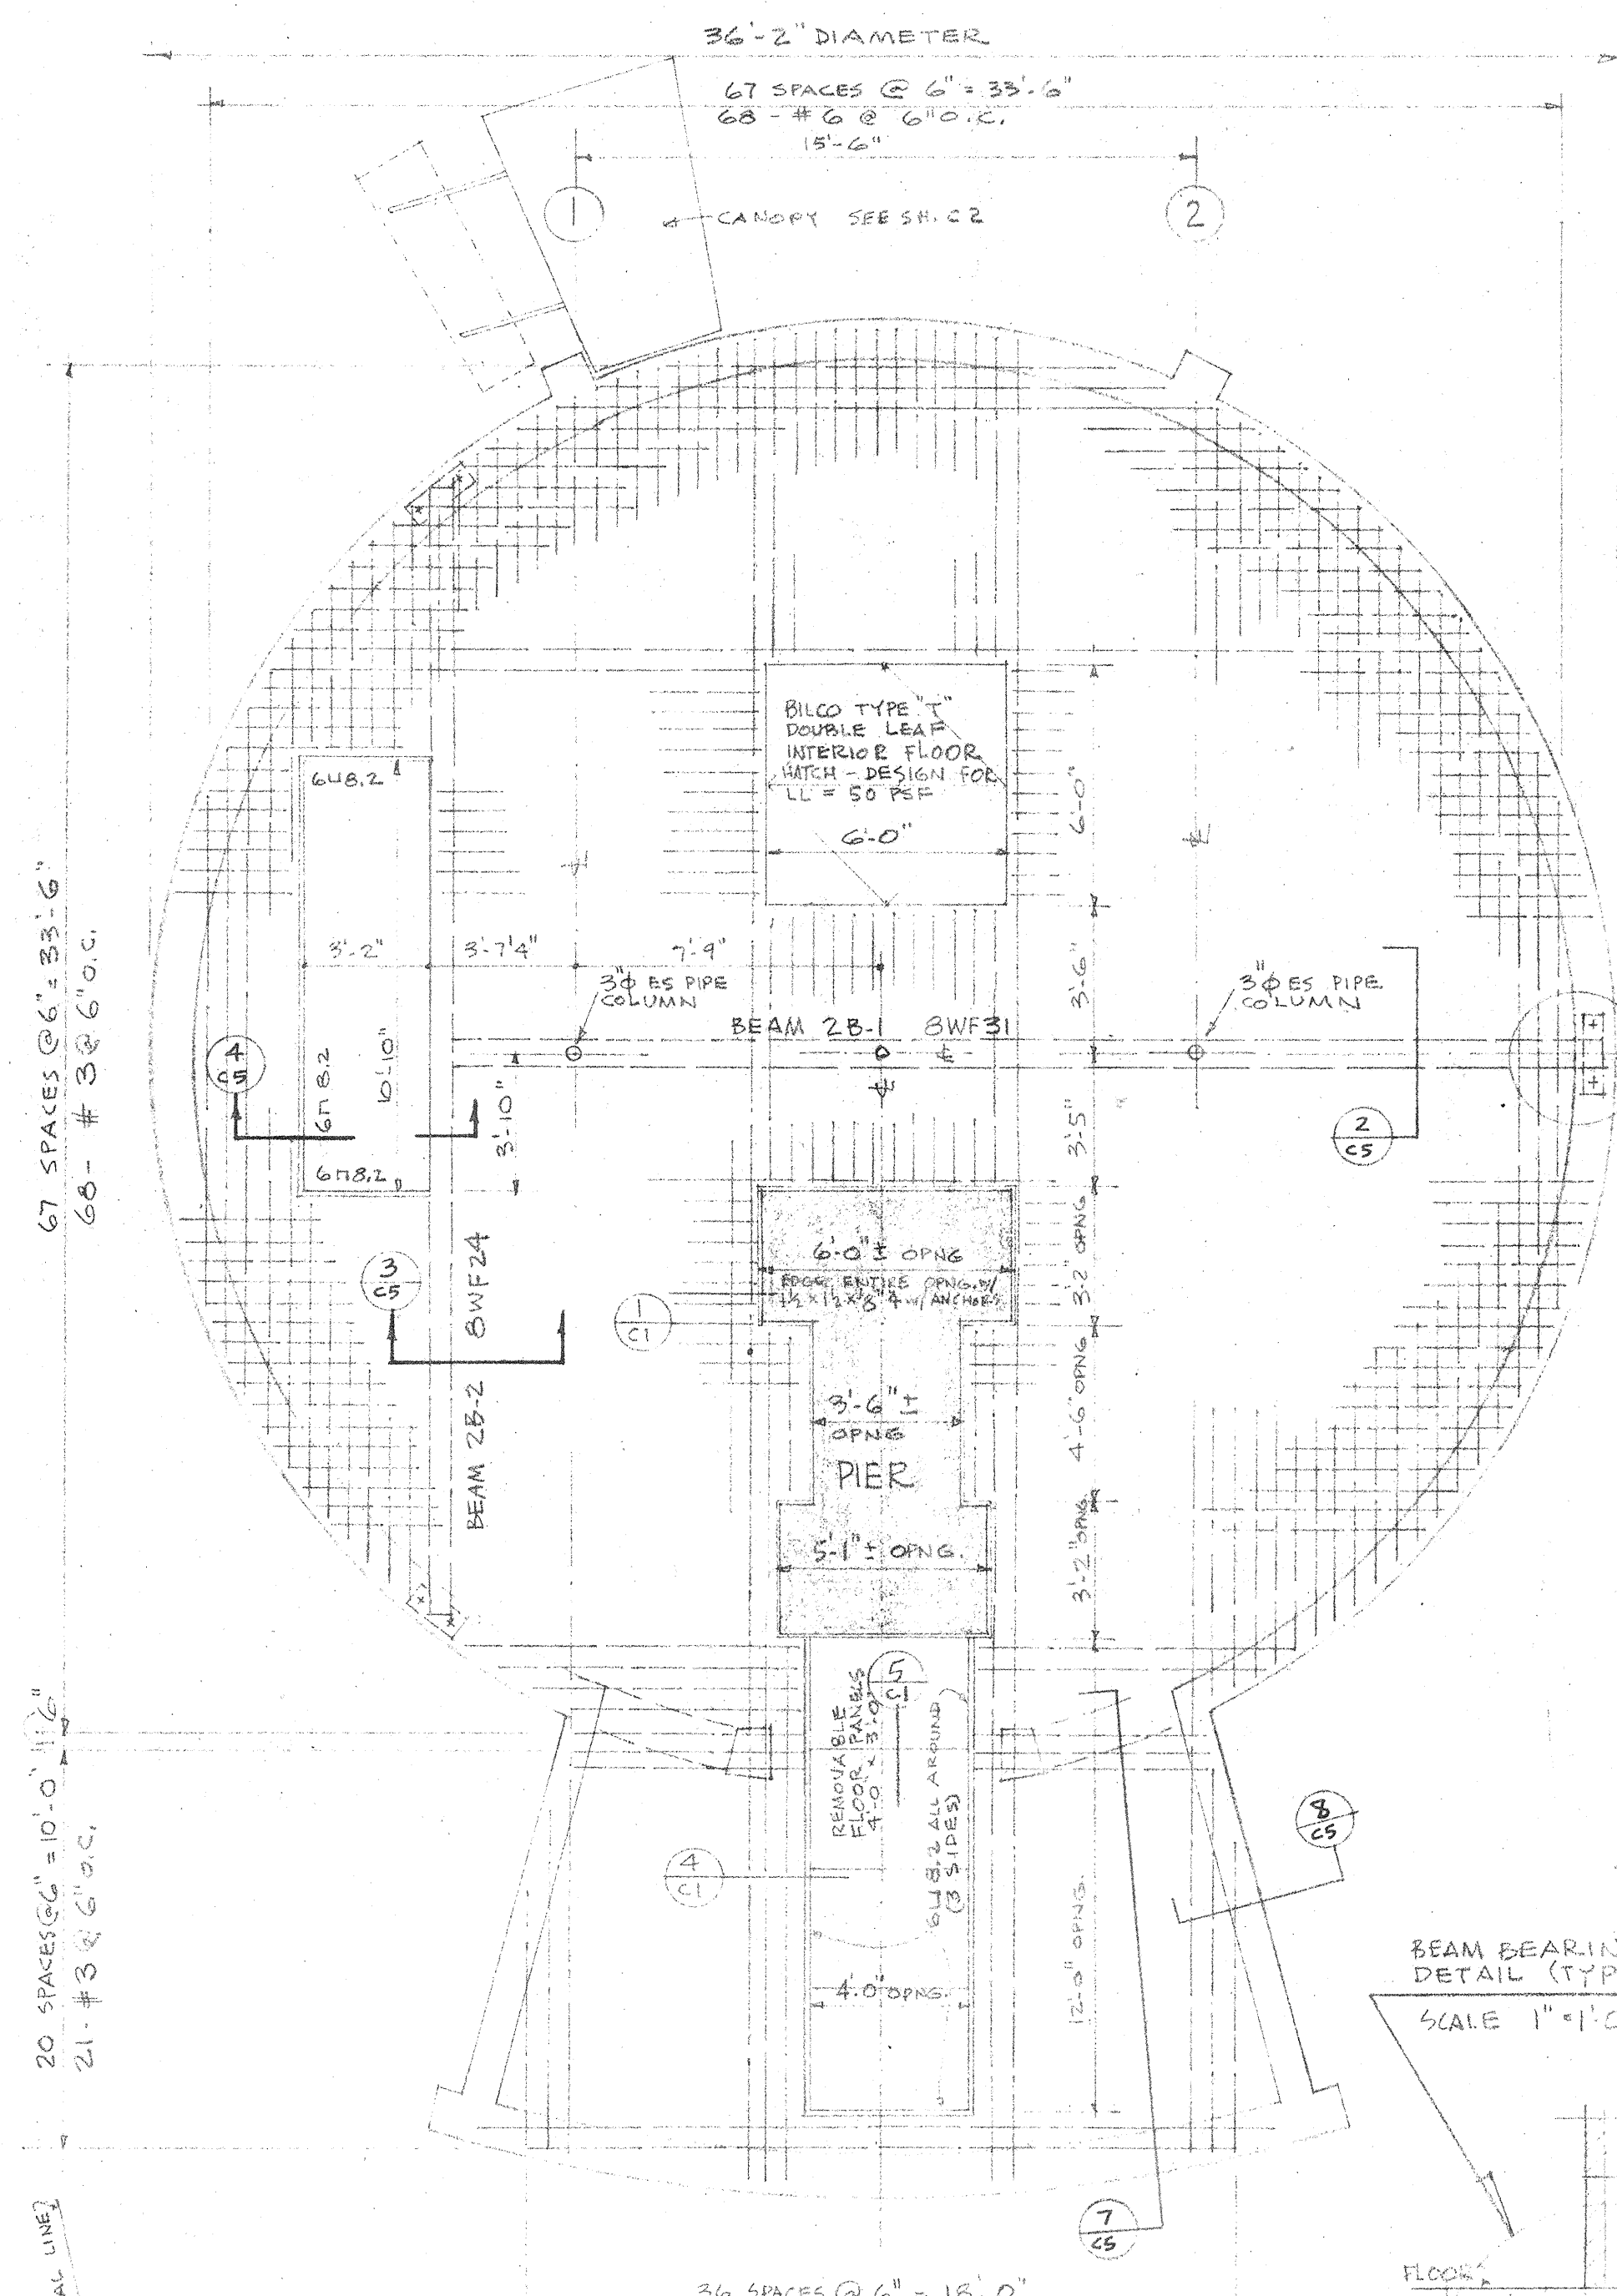 36'-2" DIAMETER
67 SPACES @ 6" = 33'-6"
68 - #6 @ 6" O.C.
15'-6"
1
2
CANOPY SEE SH. C2
BILCO TYPE "T"
DOUBLE LEAF
INTERIOR FLOOR
HATCH - DESIGN FOR
LL = 50 PSF
6'-0"
6'-0"
6⊔8.2
67 SPACES @ 6" = 33'-6"
68 - #3 @ 6" O.C.
3'-2"
3'-7¼"
7'-9"
3'-6"
3"ϕ ES PIPE
COLUMN
3"ϕ ES PIPE
COLUMN
BEAM 2B-1 8WF31
4
C5
6⊓8.2
10'-10"
3'-10"
3'-5"
2
C5
6⊓8.2
6'-0"± OPNG
EDGE ENTIRE OPNG. W/
W/ ANCHORS
3'-2" OPNG
3
C5
BEAM 2B-2 8WF24
1
C1
3'-6"±
OPNG
PIER
4'-6" OPNG
5'-1"± OPNG.
3'-2" OPNG.
5
C1
REMOVABLE
FLOOR PANELS
4'-0" x 3'-0"
6⊔8.2 ALL AROUND
(3 SIDES)
20 SPACES @ 6" = 10'-0"
21 - #3 @ 6" O.C.
8
C5
4
C1
4'-0" OPNG.
12'-0" OPNG.
BEAM BEARIN
DETAIL (TYP
SCALE 1" = 1'-0
7
C5
LINE
FLOOR
36 SPACES @ 6" = 18'-0"